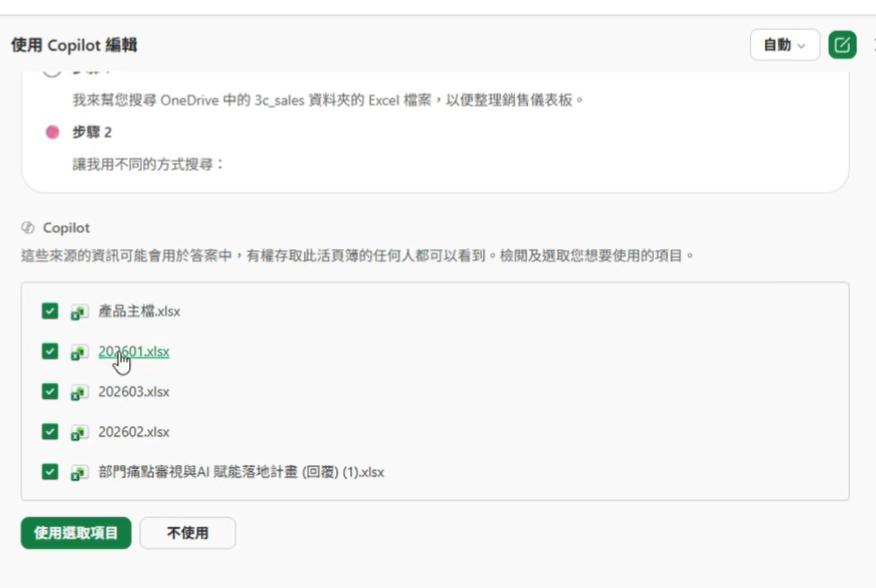 使用 Copilot 編輯
自動
我來幫您搜尋 OneDrive 中的 3c_sales 資料夾的 Excel 檔案，以便整理銷售儀表板。
步驟 2
讓我用不同的方式搜尋：
Copilot
這些來源的資訊可能會用於答案中，有權存取此活頁簿的任何人都可以看到。檢閱及選取您想要使用的項目。
產品主檔.xlsx
202601.xlsx
202603.xlsx
202602.xlsx
部門痛點審視與AI 賦能落地計畫 (回覆) (1).xlsx
使用選取項目
不使用